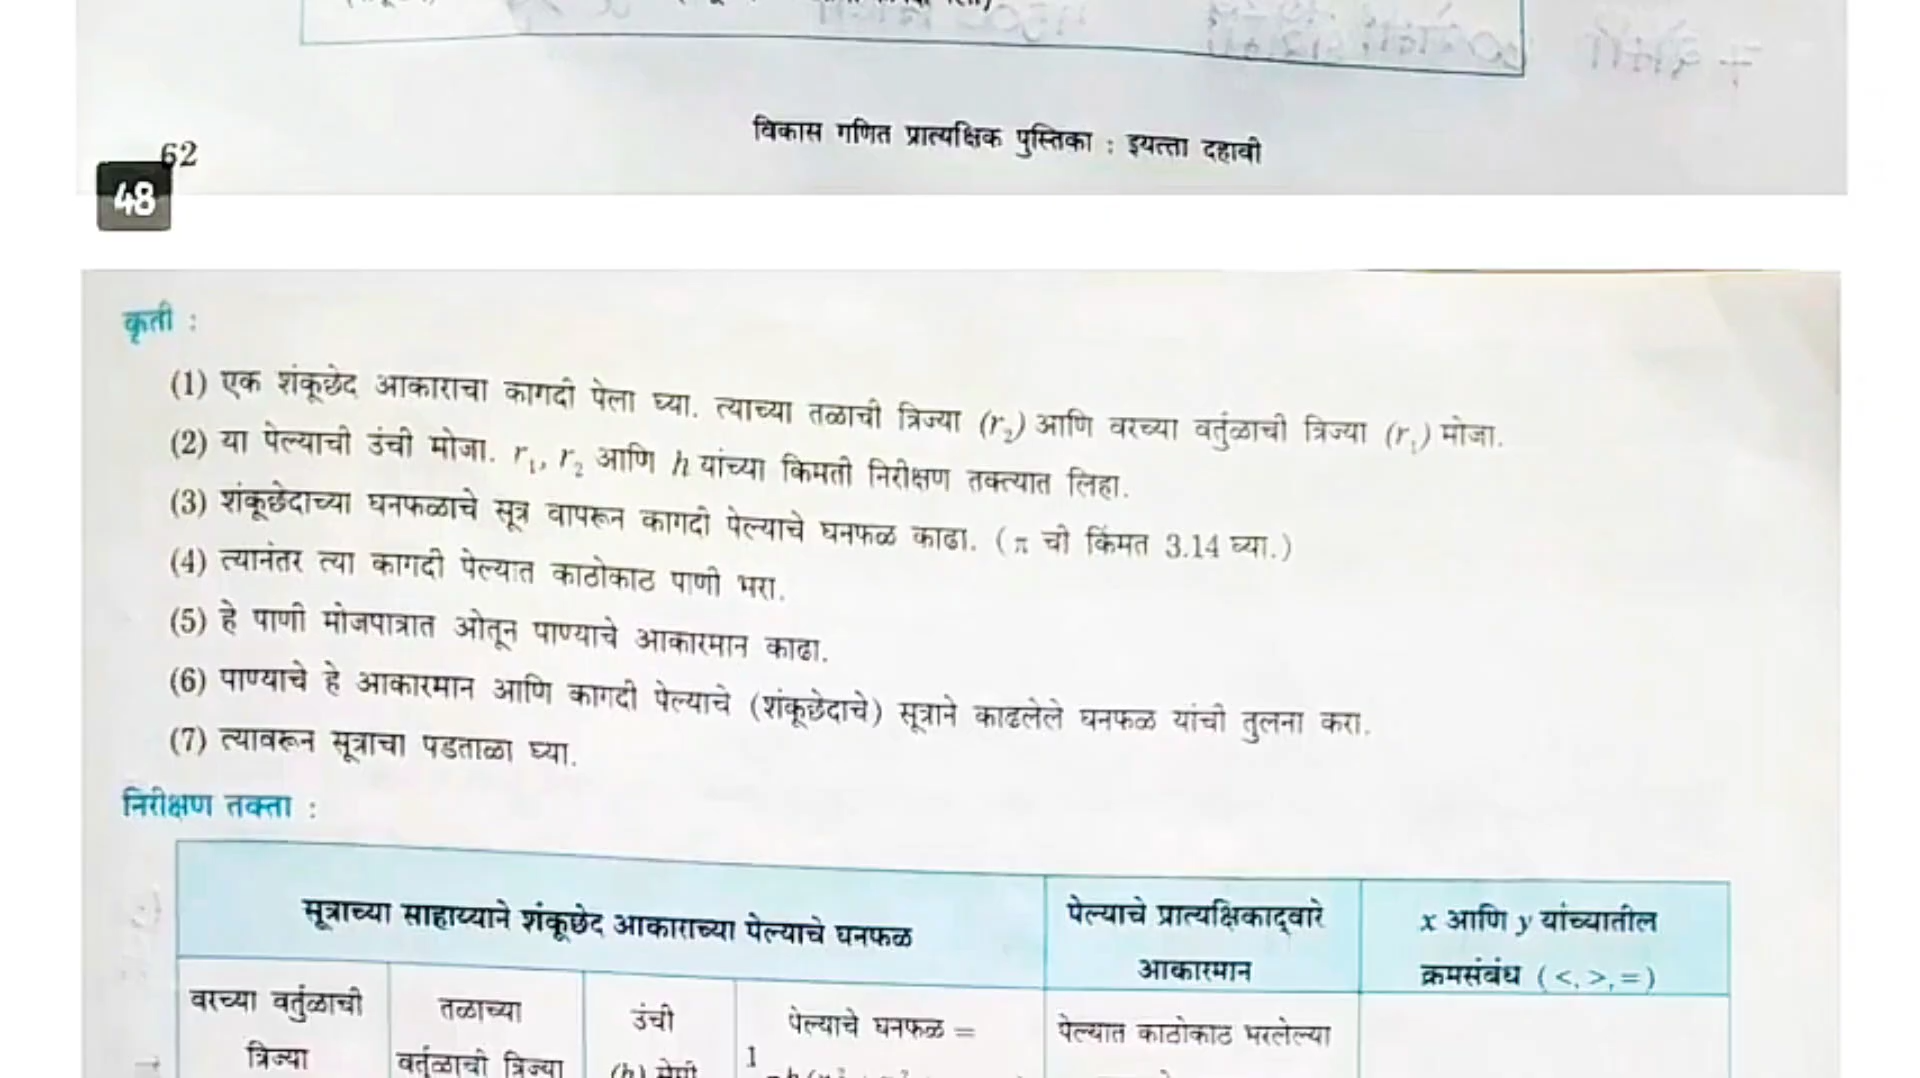 विकास गणित प्रात्यक्षिक पुस्तिका : इयत्ता दहावी
62
48
कृती :
(1) एक शंकूछेद आकाराचा कागदी पेला घ्या. त्याच्या तळाची त्रिज्या (r₂) आणि वरच्या वर्तुळाची त्रिज्या (r₁) मोजा.
(2) या पेल्याची उंची मोजा. r₁, r₂ आणि h यांच्या किमती निरीक्षण तक्त्यात लिहा.
(3) शंकूछेदाच्या घनफळाचे सूत्र वापरून कागदी पेल्याचे घनफळ काढा. (π ची किंमत 3.14 घ्या.)
(4) त्यानंतर त्या कागदी पेल्यात काठोकाठ पाणी भरा.
(5) हे पाणी मोजपात्रात ओतून पाण्याचे आकारमान काढा.
(6) पाण्याचे हे आकारमान आणि कागदी पेल्याचे (शंकूछेदाचे) सूत्राने काढलेले घनफळ यांची तुलना करा.
(7) त्यावरून सूत्राचा पडताळा घ्या.
निरीक्षण तक्ता :
सूत्राच्या साहाय्याने शंकूछेद आकाराच्या पेल्याचे घनफळ
पेल्याचे प्रात्यक्षिकाद्वारे
आकारमान
x आणि y यांच्यातील
क्रमसंबंध (<, >, =)
वरच्या वर्तुळाची
त्रिज्या
तळाच्या
वर्तुळाची त्रिज्या
उंची
(h) सेमी
पेल्याचे घनफळ =
1
पेल्यात काठोकाठ भरलेल्या